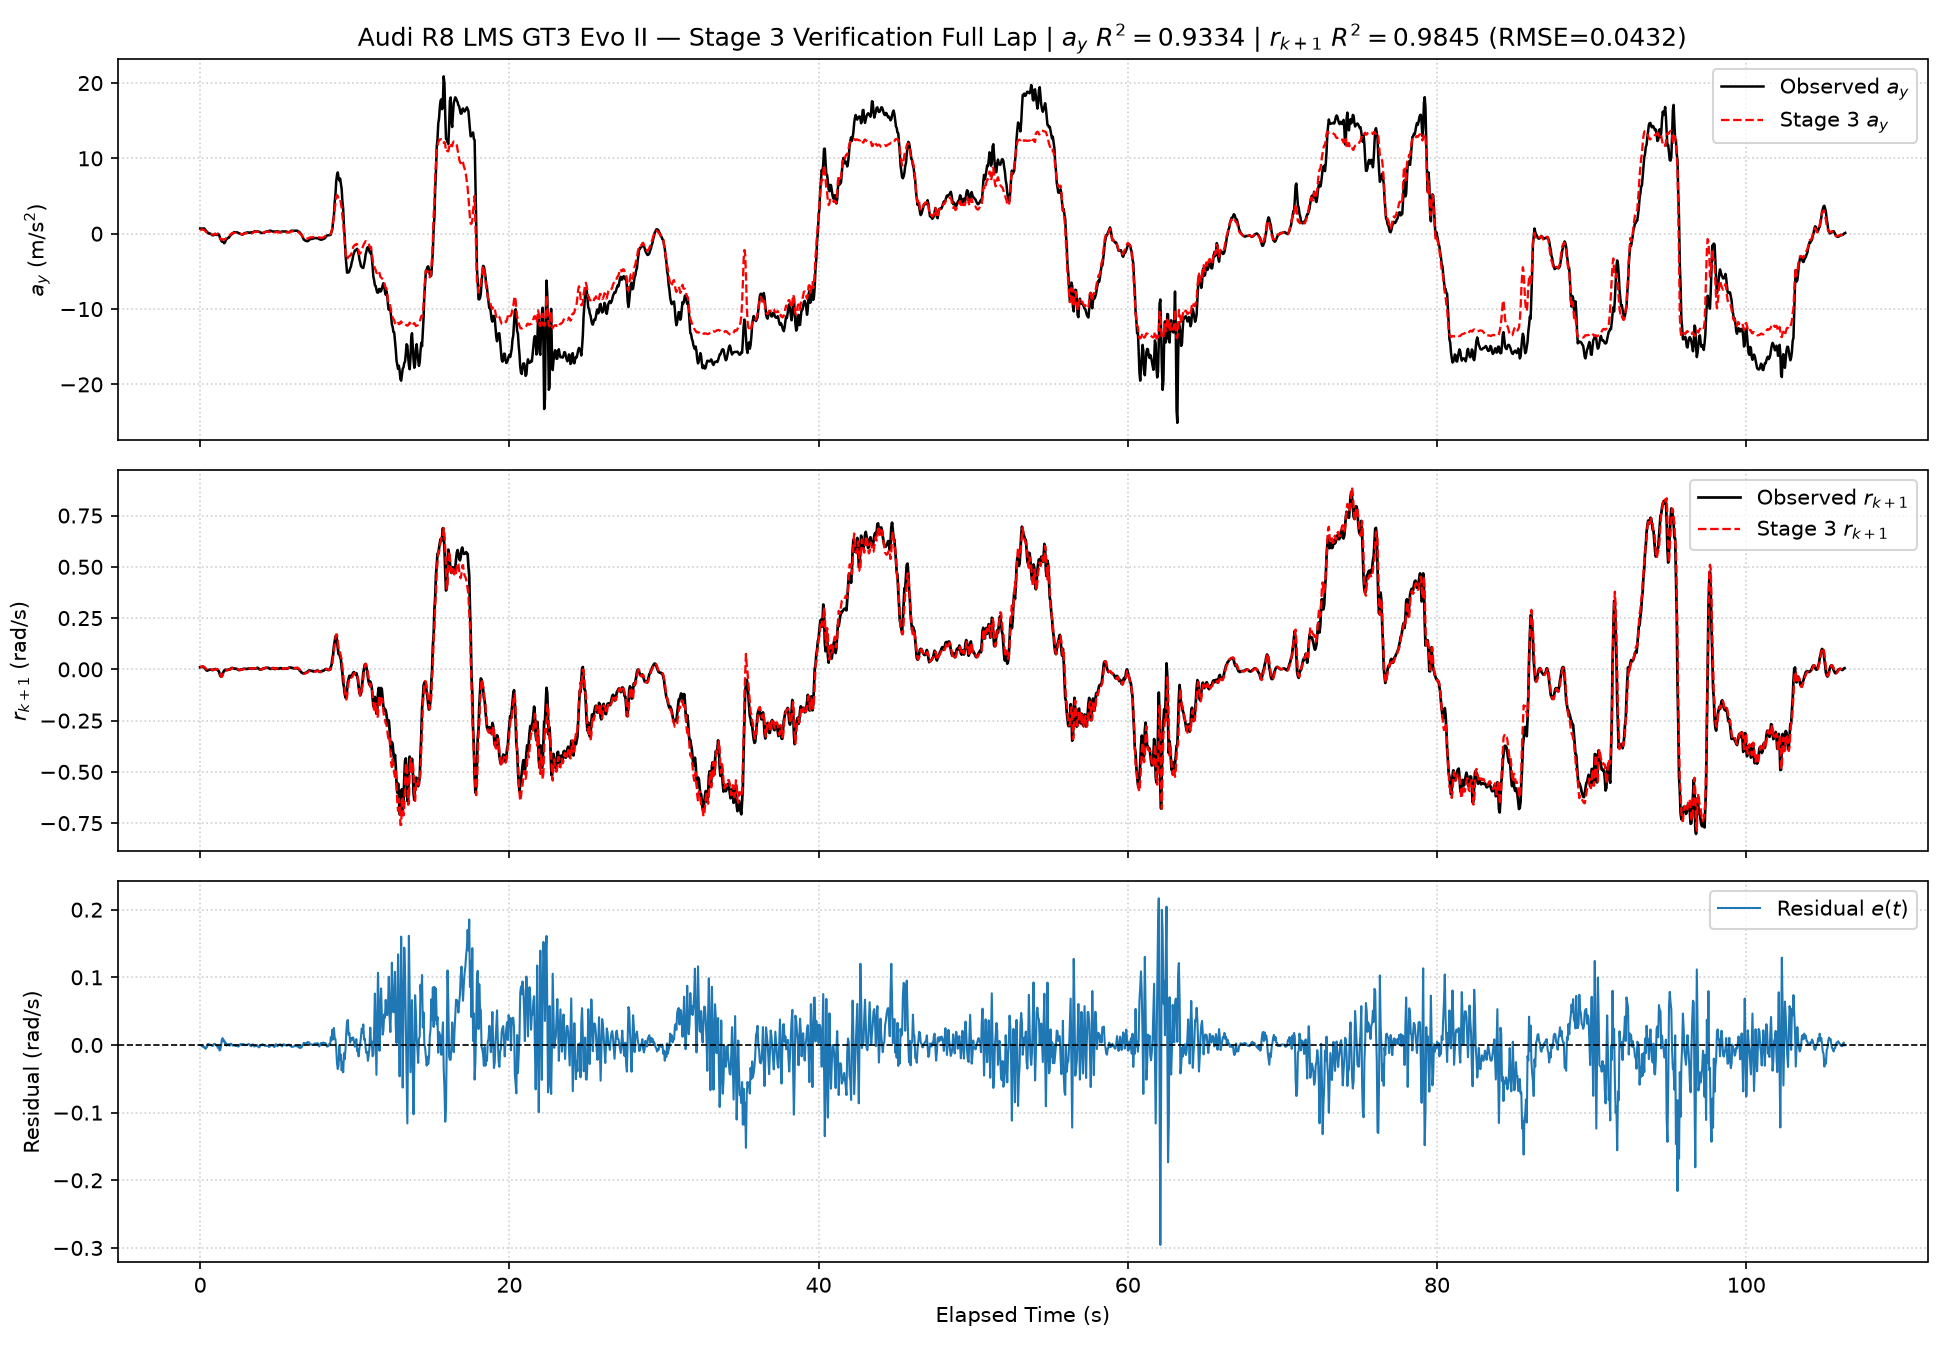 Audi R8 LMS GT3 Evo II — Stage 3 Verification Full Lap | a_y R² = 0.9334 | r_{k+1} R² = 0.9845 (RMSE=0.0432)
a_y (m/s²)
20
10
0
−10
−20
Observed a_y
Stage 3 a_y
r_{k+1} (rad/s)
0.75
0.50
0.25
0.00
−0.25
−0.50
−0.75
Observed r_{k+1}
Stage 3 r_{k+1}
Residual (rad/s)
0.2
0.1
0.0
−0.1
−0.2
−0.3
Residual e(t)
0 20 40 60 80 100
Elapsed Time (s)